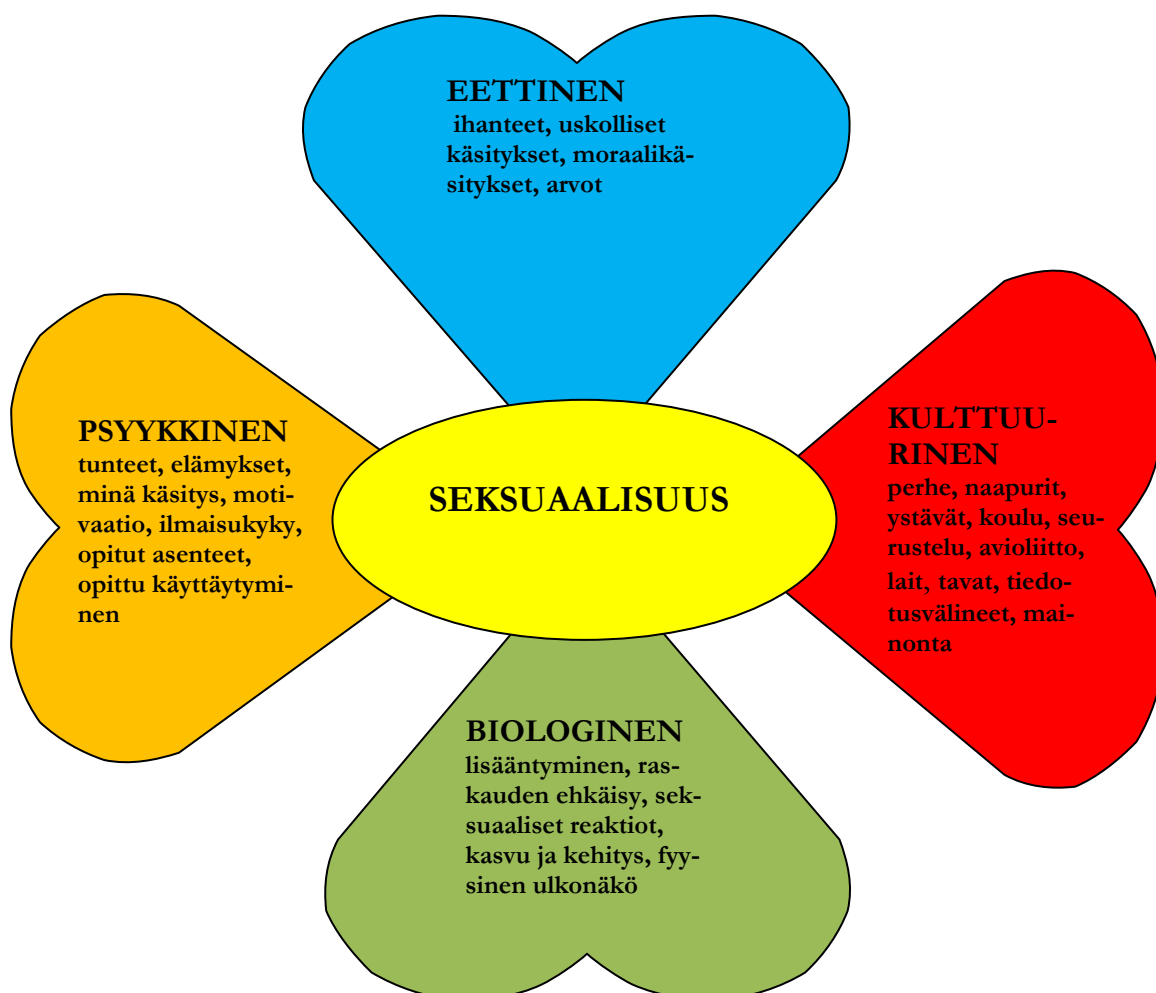 EETTINEN
ihanteet, uskolliset
käsitykset, moraalikä-
sitykset, arvot
PSYYKKINEN
tunteet, elämykset,
minä käsitys, moti-
vaatio, ilmaisukyky,
opitut asenteet,
opittu käyttäytymi-
nen
SEKSUAALISUUS
KULTTUU-
RINEN
perhe, naapurit,
ystävät, koulu, seu-
rustelu, avioliitto,
lait, tavat, tiedo-
tusvälineet, mai-
nonta
BIOLOGINEN
lisääntyminen, ras-
kauden ehkäisy, sek-
suaaliset reaktiot,
kasvu ja kehitys, fyy-
sinen ulkonäkö